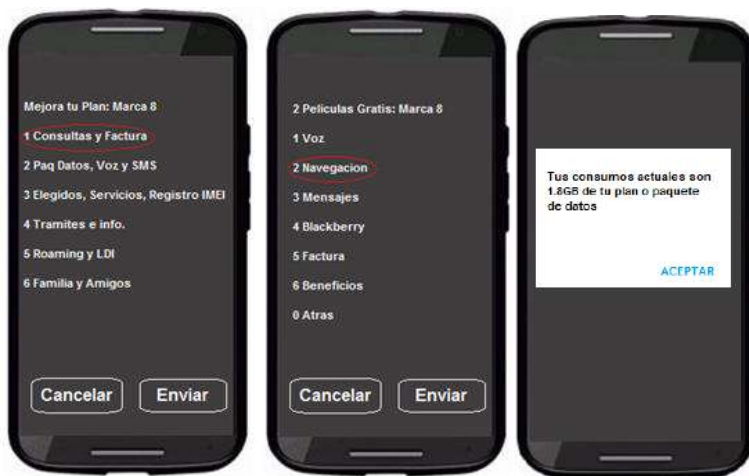 Mejora tu Plan: Marca 8
1 Consultas y Factura
2 Paq Datos, Voz y SMS
3 Elegidos, Servicios, Registro IMEI
4 Tramites e info.
5 Roaming y LDI
6 Familia y Amigos
Cancelar
Enviar
2 Peliculas Gratis: Marca 8
1 Voz
2 Navegacion
3 Mensajes
4 Blackberry
5 Factura
6 Beneficios
0 Atras
Cancelar
Enviar
Tus consumos actuales son
1.8GB de tu plan o paquete
de datos
ACEPTAR